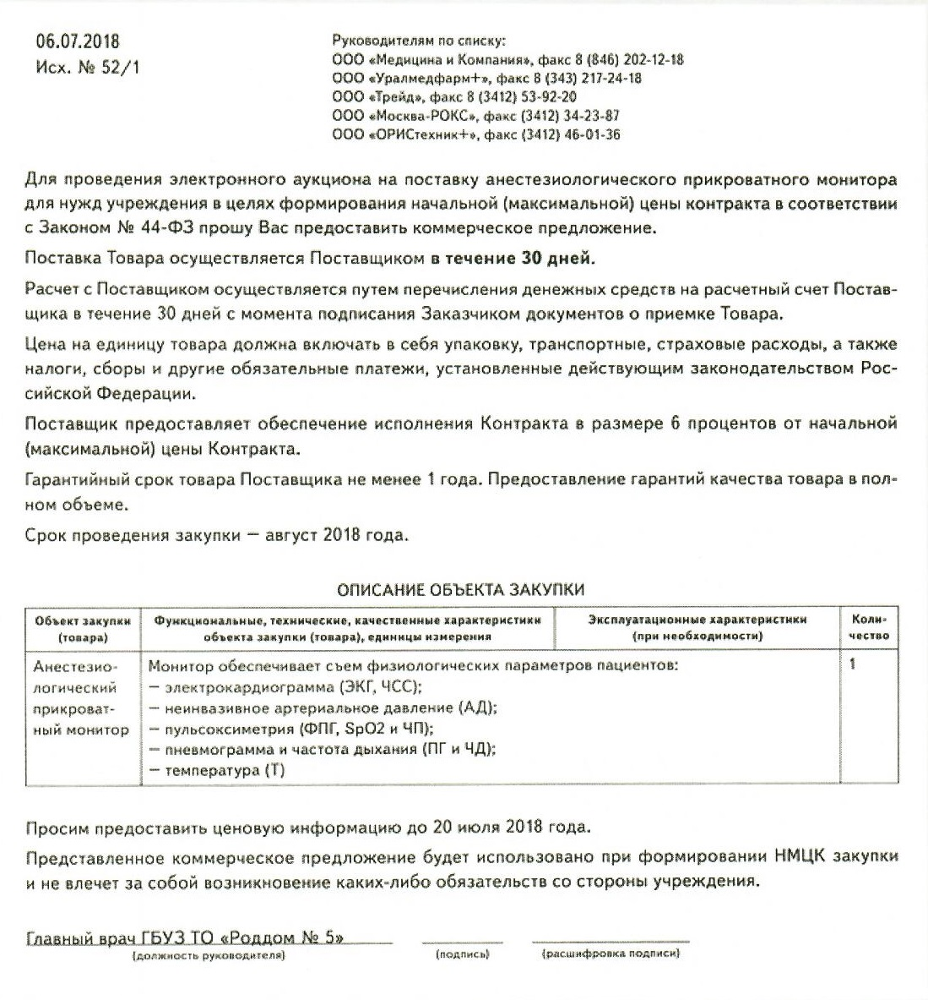 06.07.2018
Исх. № 52/1
Руководителям по списку:
ООО «Медицина и Компания», факс 8 (846) 202-12-18
ООО «Уралмедфарм+», факс 8 (343) 217-24-18
ООО «Трейд», факс 8 (3412) 53-92-20
ООО «Москва-РОКС», факс (3412) 34-23-87
ООО «ОРИСтехник+», факс (3412) 46-01-36
Для проведения электронного аукциона на поставку анестезиологического прикроватного монитора
для нужд учреждения в целях формирования начальной (максимальной) цены контракта в соответствии
с Законом № 44-ФЗ прошу Вас предоставить коммерческое предложение.
Поставка Товара осуществляется Поставщиком в течение 30 дней.
Расчет с Поставщиком осуществляется путем перечисления денежных средств на расчетный счет Постав-
щика в течение 30 дней с момента подписания Заказчиком документов о приемке Товара.
Цена на единицу товара должна включать в себя упаковку, транспортные, страховые расходы, а также
налоги, сборы и другие обязательные платежи, установленные действующим законодательством Рос-
сийской Федерации.
Поставщик предоставляет обеспечение исполнения Контракта в размере 6 процентов от начальной
(максимальной) цены Контракта.
Гарантийный срок товара Поставщика не менее 1 года. Предоставление гарантий качества товара в пол-
ном объеме.
Срок проведения закупки — август 2018 года.
ОПИСАНИЕ ОБЪЕКТА ЗАКУПКИ
Объект закупки
(товара)
Функциональные, технические, качественные характеристики
объекта закупки (товара), единицы измерения
Эксплуатационные характеристики
(при необходимости)
Коли-
чество
Анестезио-
логический
прикроват-
ный монитор
Монитор обеспечивает съем физиологических параметров пациентов:
— электрокардиограмма (ЭКГ, ЧСС);
— неинвазивное артериальное давление (АД);
— пульсоксиметрия (ФПГ, SpO2 и ЧП);
— пневмограмма и частота дыхания (ПГ и ЧД);
— температура (Т)
1
Просим предоставить ценовую информацию до 20 июля 2018 года.
Представленное коммерческое предложение будет использовано при формировании НМЦК закупки
и не влечет за собой возникновение каких-либо обязательств со стороны учреждения.
Главный врач ГБУЗ ТО «Роддом № 5»
(должность руководителя)
(подпись)
(расшифровка подписи)